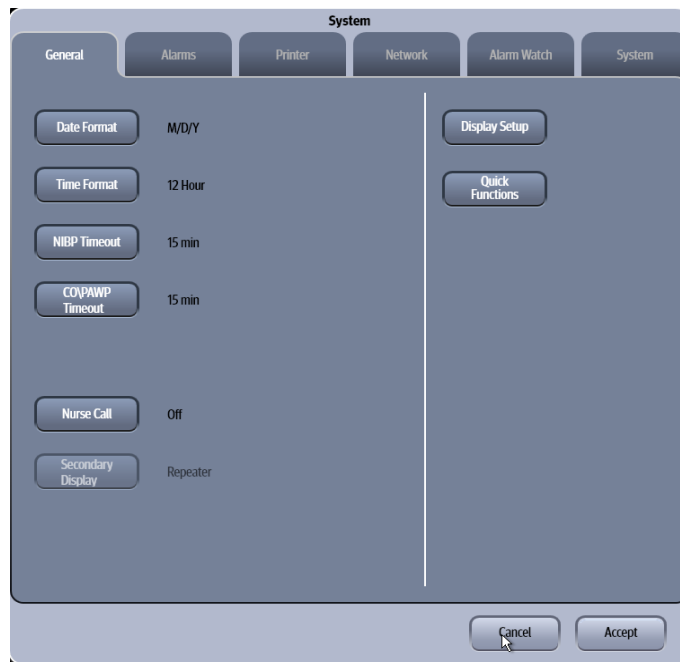 System
General Alarms Printer Network Alarm Watch System
Date Format M/D/Y
Time Format 12 Hour
NIBP Timeout 15 min
CO\PAWP
Timeout 15 min
Nurse Call Off
Secondary
Display Repeater
Display Setup
Quick
Functions
Cancel Accept